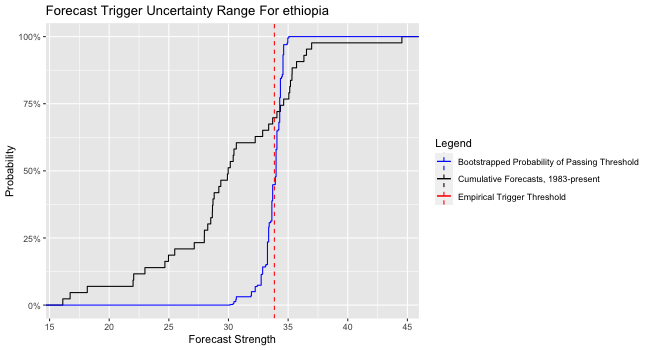 Forecast Trigger Uncertainty Range For ethiopia
100%
75%
50%
25%
0%
Probability
15 20 25 30 35 40 45
Forecast Strength
Legend
Bootstrapped Probability of Passing Threshold
Cumulative Forecasts, 1983-present
Empirical Trigger Threshold